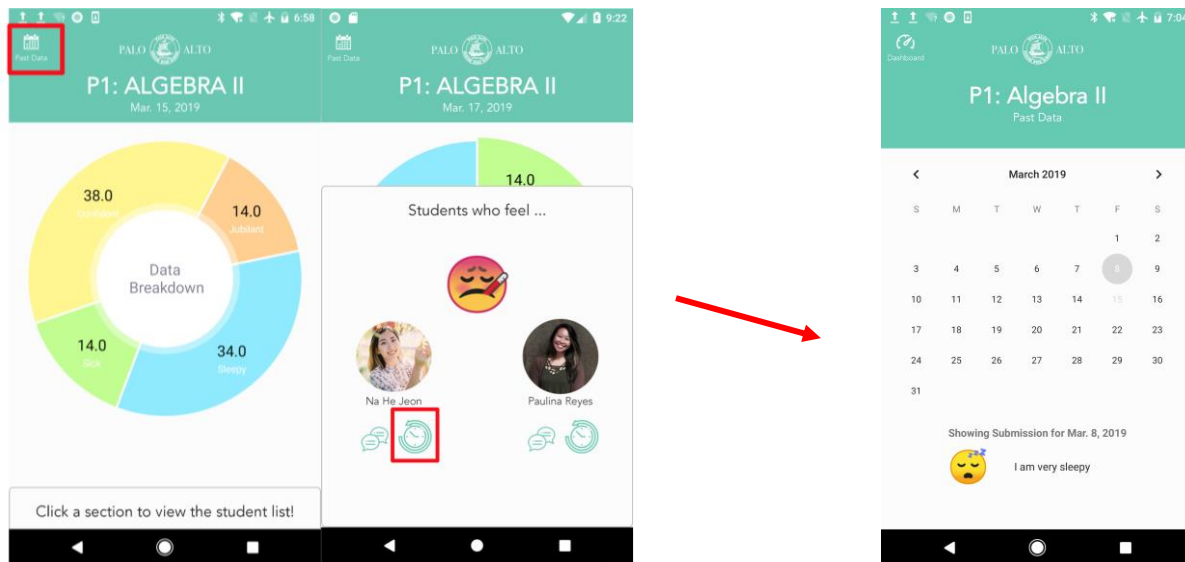 6:58
Past Data
PALO ALTO
P1: ALGEBRA II
Mar. 15, 2019
38.0
Confident
14.0
Jubilant
Data
Breakdown
14.0
Sick
34.0
Sleepy
Click a section to view the student list!
9:22
Past Data
PALO ALTO
P1: ALGEBRA II
Mar. 17, 2019
14.0
Students who feel ...
Na He Jeon
Paulina Reyes
7:04
Dashboard
PALO ALTO
P1: Algebra II
Past Data
March 2019
S M T W T F S
1 2
3 4 5 6 7 8 9
10 11 12 13 14 15 16
17 18 19 20 21 22 23
24 25 26 27 28 29 30
31
Showing Submission for Mar. 8, 2019
I am very sleepy